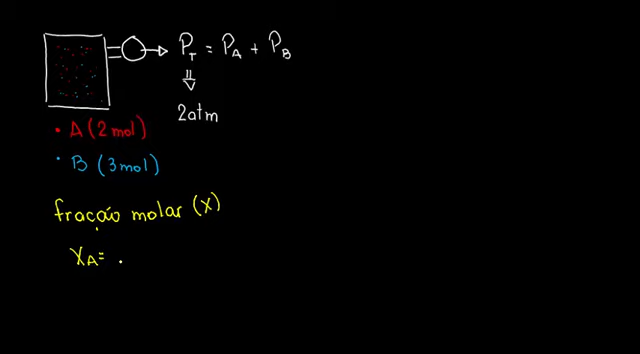 P_T = P_A + P_B
2atm
• A (2 mol)
• B (3 mol)
fração molar (X)
X_A =